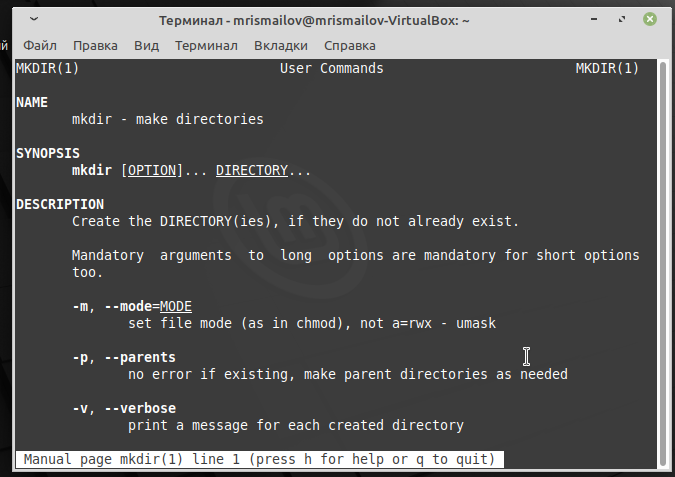 Терминал - mrismailov@mrismailov-VirtualBox: ~
ый
Файл Правка Вид Терминал Вкладки Справка
MKDIR(1) User Commands MKDIR(1)
NAME
mkdir - make directories
SYNOPSIS
mkdir [OPTION]... DIRECTORY...
DESCRIPTION
Create the DIRECTORY(ies), if they do not already exist.
Mandatory arguments to long options are mandatory for short options
too.
-m, --mode=MODE
set file mode (as in chmod), not a=rwx - umask
-p, --parents
no error if existing, make parent directories as needed
-v, --verbose
print a message for each created directory
Manual page mkdir(1) line 1 (press h for help or q to quit)